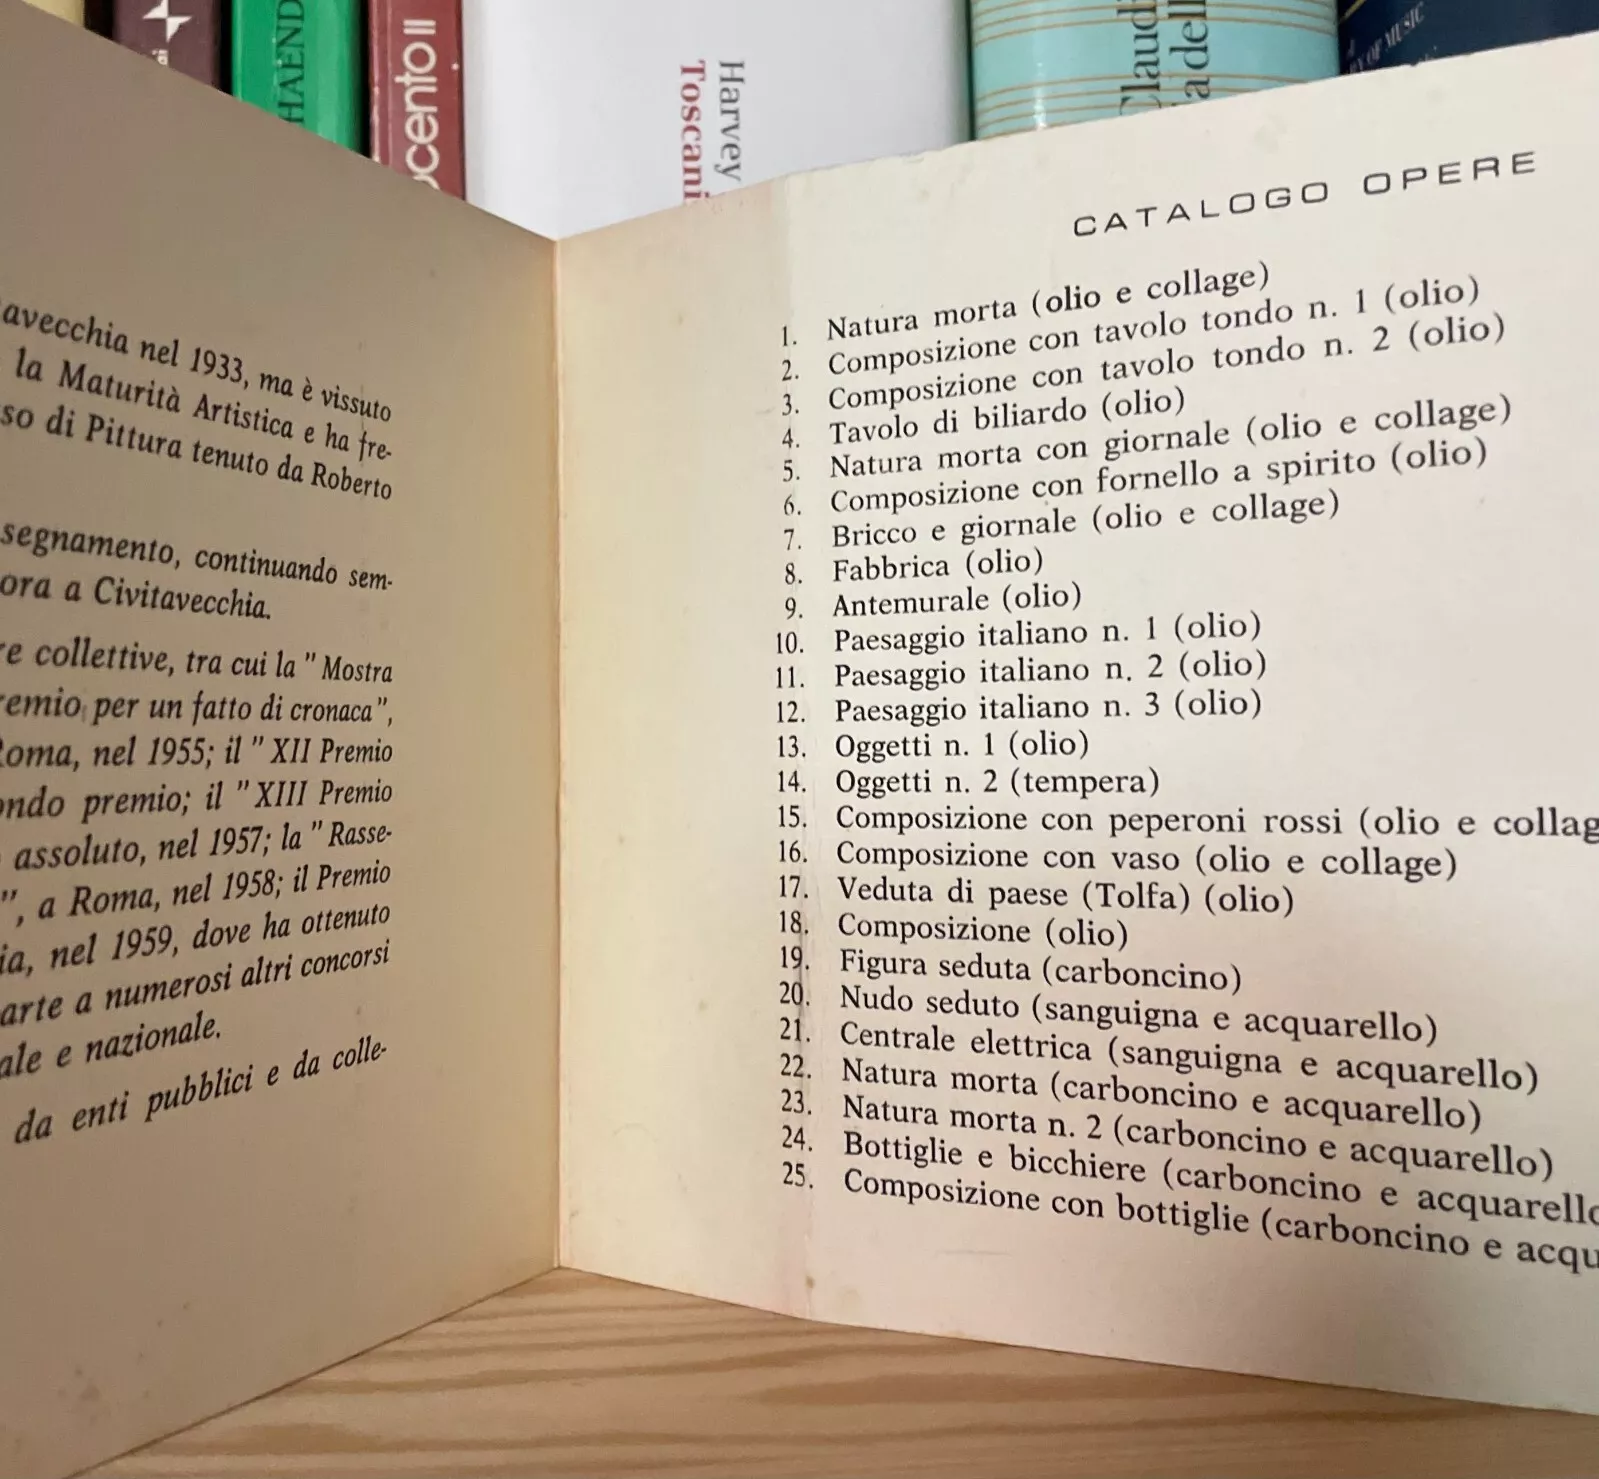 HAEND
ocento II
Harvey
Toscani
Claudi
adell
OF MUSIC
avecchia nel 1933, ma è vissuto
la Maturità Artistica e ha fre-
so di Pittura tenuto da Roberto
segnamento, continuando sem-
ora a Civitavecchia.
re collettive, tra cui la " Mostra
remio per un fatto di cronaca",
Roma, nel 1955; il " XII Premio
ondo premio; il " XIII Premio
assoluto, nel 1957; la " Rasse-
", a Roma, nel 1958; il Premio
ia, nel 1959, dove ha ottenuto
arte a numerosi altri concorsi
ale e nazionale.
da enti pubblici e da colle-
CATALOGO OPERE
1. Natura morta (olio e collage)
2. Composizione con tavolo tondo n. 1 (olio)
3. Composizione con tavolo tondo n. 2 (olio)
4. Tavolo di biliardo (olio)
5. Natura morta con giornale (olio e collage)
6. Composizione con fornello a spirito (olio)
7. Bricco e giornale (olio e collage)
8. Fabbrica (olio)
9. Antemurale (olio)
10. Paesaggio italiano n. 1 (olio)
11. Paesaggio italiano n. 2 (olio)
12. Paesaggio italiano n. 3 (olio)
13. Oggetti n. 1 (olio)
14. Oggetti n. 2 (tempera)
15. Composizione con peperoni rossi (olio e collag
16. Composizione con vaso (olio e collage)
17. Veduta di paese (Tolfa) (olio)
18. Composizione (olio)
19. Figura seduta (carboncino)
20. Nudo seduto (sanguigna e acquarello)
21. Centrale elettrica (sanguigna e acquarello)
22. Natura morta (carboncino e acquarello)
23. Natura morta n. 2 (carboncino e acquarello)
24. Bottiglie e bicchiere (carboncino e acquarello
25. Composizione con bottiglie (carboncino e acqu